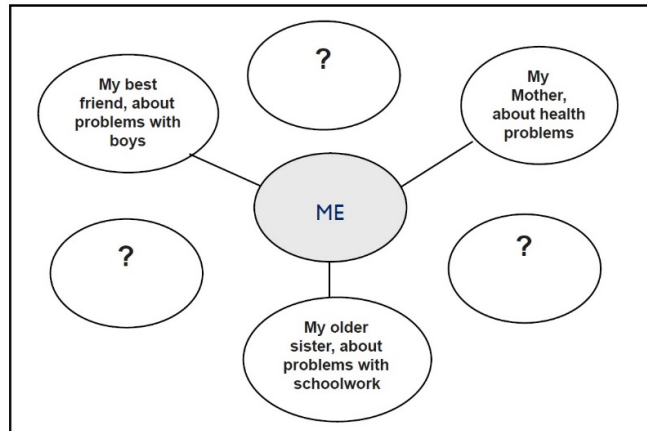 ?
My best
friend, about
problems with
boys
My
Mother,
about health
problems
ME
?
?
My older
sister, about
problems with
schoolwork